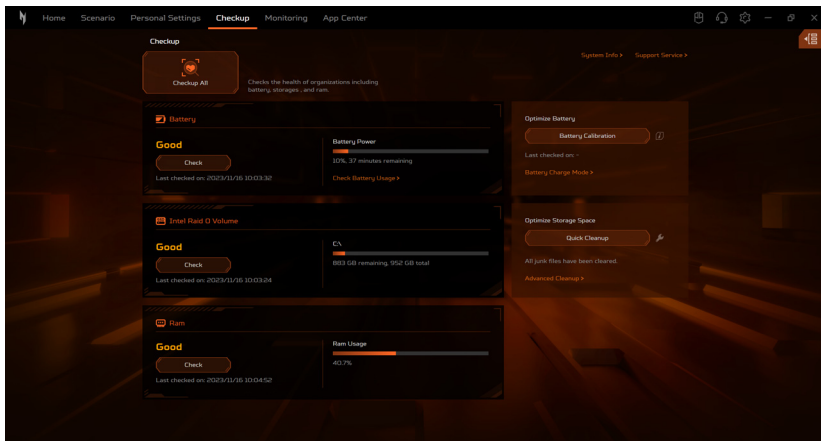 Home Scenario Personal Settings Checkup Monitoring App Center
Checkup
System Info > Support Service >
Checkup All
Checks the health of organizations including
battery, storages , and ram.
Battery
Good
Check
Last checked on: 2023/11/16 10:03:32
Battery Power
10%, 37 minutes remaining
Check Battery Usage >
Optimize Battery
Battery Calibration
Last checked on: -
Battery Charge Mode >
Intel Raid 0 Volume
Good
Check
Last checked on: 2023/11/16 10:03:24
C:\
883 GB remaining, 952 GB total
Optimize Storage Space
Quick Cleanup
All junk files have been cleared.
Advanced Cleanup >
Ram
Good
Check
Last checked on: 2023/11/16 10:04:52
Ram Usage
40.7%